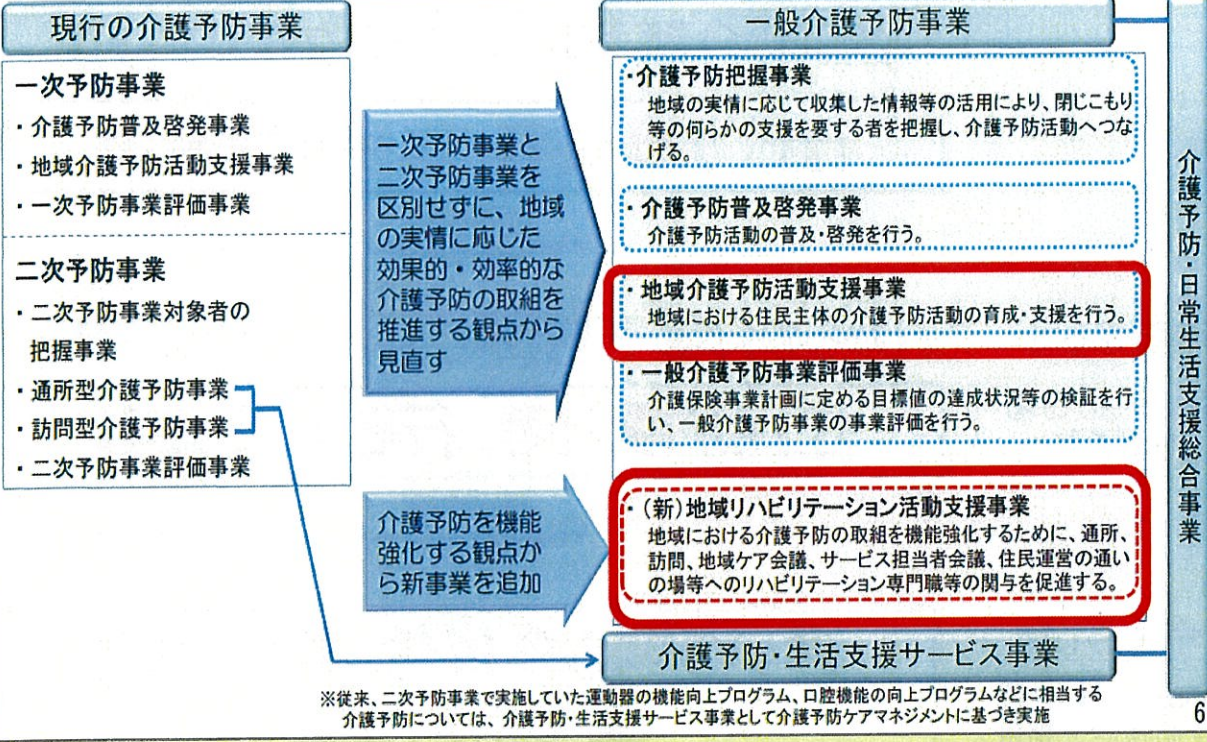 現行の介護予防事業
一次予防事業
・介護予防普及啓発事業
・地域介護予防活動支援事業
・一次予防事業評価事業
二次予防事業
・二次予防事業対象者の
把握事業
・通所型介護予防事業
・訪問型介護予防事業
・二次予防事業評価事業
一次予防事業と
二次予防事業を
区別せずに、地域
の実情に応じた
効果的・効率的な
介護予防の取組を
推進する観点から
見直す
介護予防を機能
強化する観点か
ら新事業を追加
一般介護予防事業
・介護予防把握事業
地域の実情に応じて収集した情報等の活用により、閉じこもり
等の何らかの支援を要する者を把握し、介護予防活動へつな
げる。
・介護予防普及啓発事業
介護予防活動の普及・啓発を行う。
・地域介護予防活動支援事業
地域における住民主体の介護予防活動の育成・支援を行う。
・一般介護予防事業評価事業
介護保険事業計画に定める目標値の達成状況等の検証を行
い、一般介護予防事業の事業評価を行う。
・(新)地域リハビリテーション活動支援事業
地域における介護予防の取組を機能強化するために、通所、
訪問、地域ケア会議、サービス担当者会議、住民運営の通い
の場等へのリハビリテーション専門職等の関与を促進する。
介護予防・生活支援サービス事業
介護予防・日常生活支援総合事業
※従来、二次予防事業で実施していた運動器の機能向上プログラム、口腔機能の向上プログラムなどに相当する
介護予防については、介護予防・生活支援サービス事業として介護予防ケアマネジメントに基づき実施
6